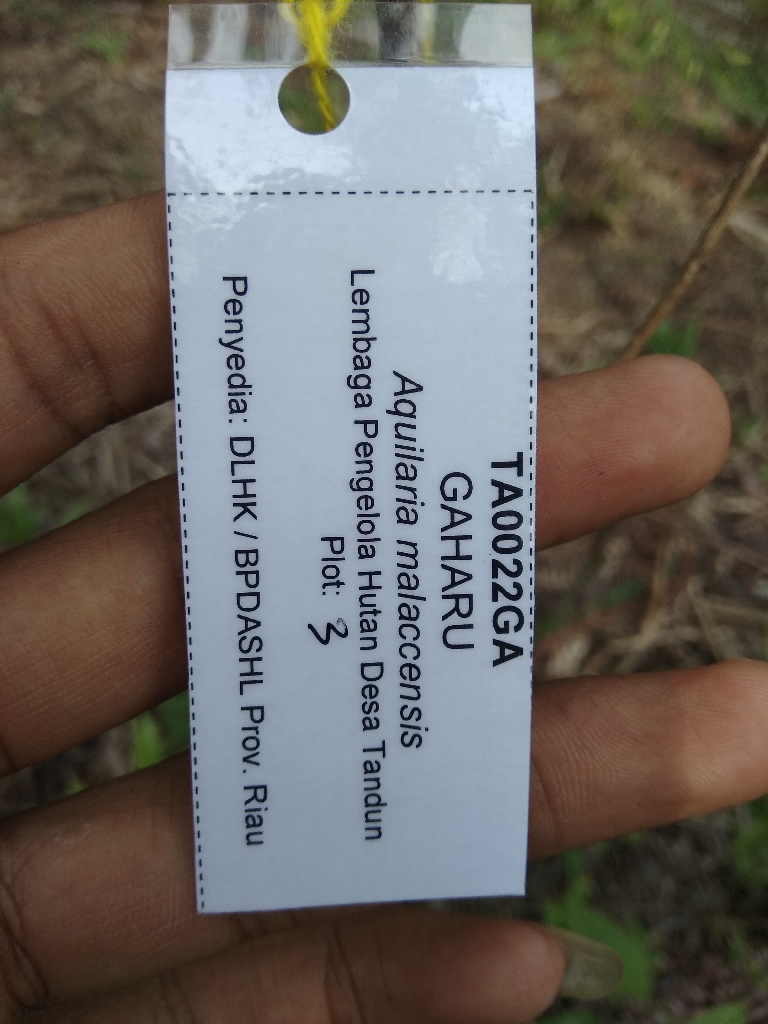 TA0022GA
GAHARU
Aquilaria malaccensis
Lembaga Pengelola Hutan Desa Tandun
Plot: 3
Penyedia: DLHK / BPDASHL Prov. Riau